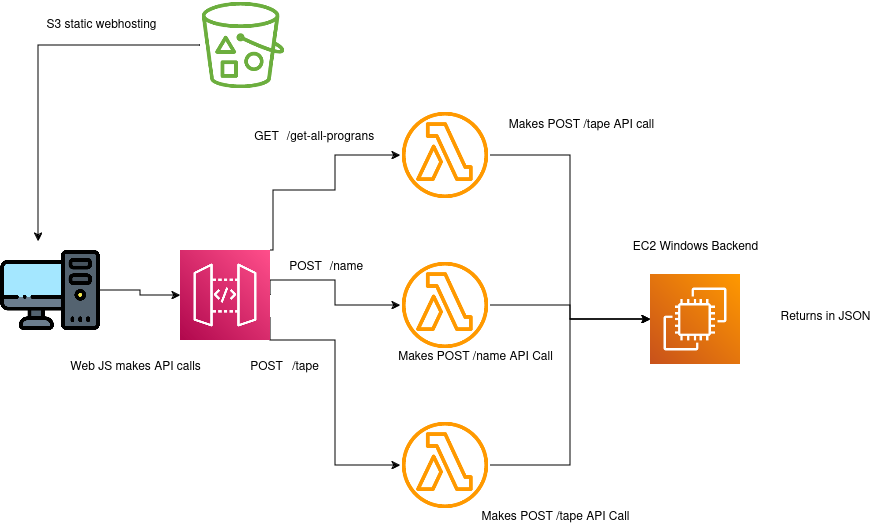 S3 static webhosting
GET /get-all-prograns
Makes POST /tape API call
EC2 Windows Backend
POST /name
Returns in JSON
Makes POST /name API Call
Web JS makes API calls
POST /tape
Makes POST /tape API Call